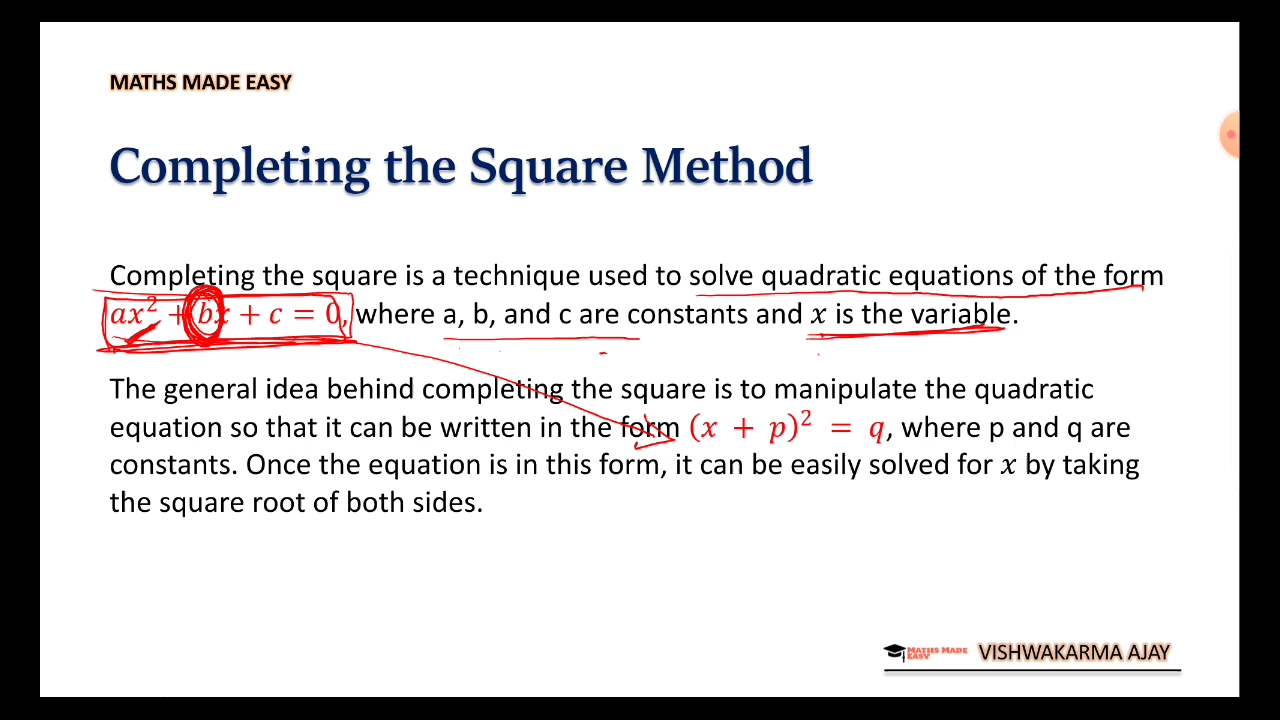 MATHS MADE EASY
Completing the Square Method
Completing the square is a technique used to solve quadratic equations of the form
𝑎𝑥² + 𝑏𝑥 + 𝑐 = 0, where a, b, and c are constants and 𝑥 is the variable.
The general idea behind completing the square is to manipulate the quadratic
equation so that it can be written in the form (𝑥 + 𝑝)² = 𝑞, where p and q are
constants. Once the equation is in this form, it can be easily solved for 𝑥 by taking
the square root of both sides.
MATHS MADE
EASY
VISHWAKARMA AJAY